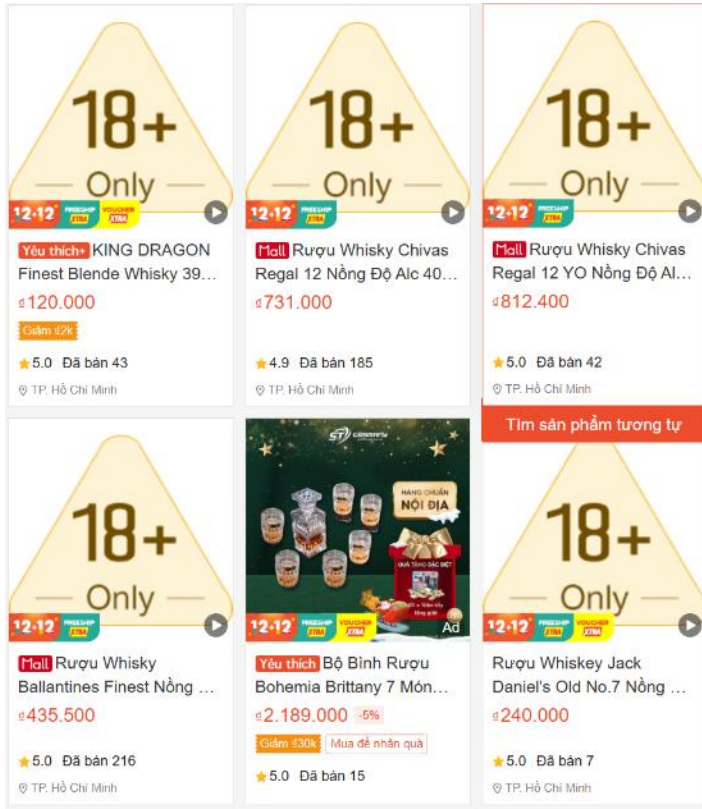 18+
Only
12.12 FREESHIP XTRA VOUCHER XTRA
Yêu thích+ KING DRAGON
Finest Blende Whisky 39...
₫120.000
Giảm ₫2k
5.0 Đã bán 43
TP. Hồ Chí Minh
18+
Only
12.12 FREESHIP XTRA
Mall Rượu Whisky Chivas
Regal 12 Nồng Độ Alc 40...
₫731.000
4.9 Đã bán 185
TP. Hồ Chí Minh
18+
Only
12.12 FREESHIP XTRA
Mall Rượu Whisky Chivas
Regal 12 YO Nồng Độ Al...
₫812.400
5.0 Đã bán 42
TP. Hồ Chí Minh
Tìm sản phẩm tương tự
18+
Only
12.12 FREESHIP XTRA VOUCHER XTRA
Mall Rượu Whisky
Ballantines Finest Nồng ...
₫435.500
5.0 Đã bán 216
TP. Hồ Chí Minh
ST
HÀNG CHUẨN
NỘI ĐỊA
QUÀ TẶNG ĐẶC BIỆT
12.12 FREESHIP XTRA VOUCHER XTRA
Ad
Yêu thích Bộ Bình Rượu
Bohemia Brittany 7 Món...
₫2.189.000 -5%
Giảm ₫30k Mua để nhận quà
5.0 Đã bán 15
18+
Only
12.12 FREESHIP XTRA VOUCHER XTRA
Rượu Whiskey Jack
Daniel's Old No.7 Nồng ...
₫240.000
5.0 Đã bán 7
TP. Hồ Chí Minh